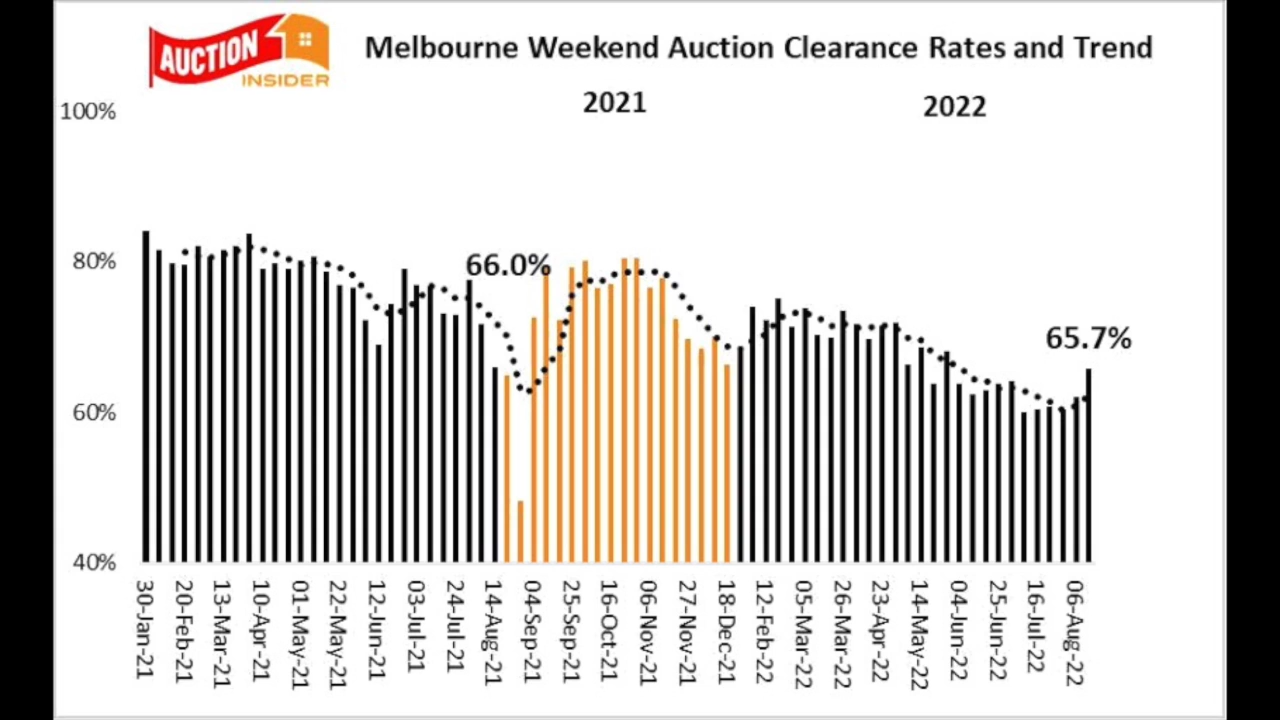 AUCTION
INSIDER
Melbourne Weekend Auction Clearance Rates and Trend
2021
2022
100%
80%
60%
40%
66.0%
65.7%
30-Jan-21
20-Feb-21
13-Mar-21
10-Apr-21
01-May-21
22-May-21
12-Jun-21
03-Jul-21
24-Jul-21
14-Aug-21
04-Sep-21
25-Sep-21
16-Oct-21
06-Nov-21
27-Nov-21
18-Dec-21
12-Feb-22
05-Mar-22
26-Mar-22
23-Apr-22
14-May-22
04-Jun-22
25-Jun-22
16-Jul-22
06-Aug-22